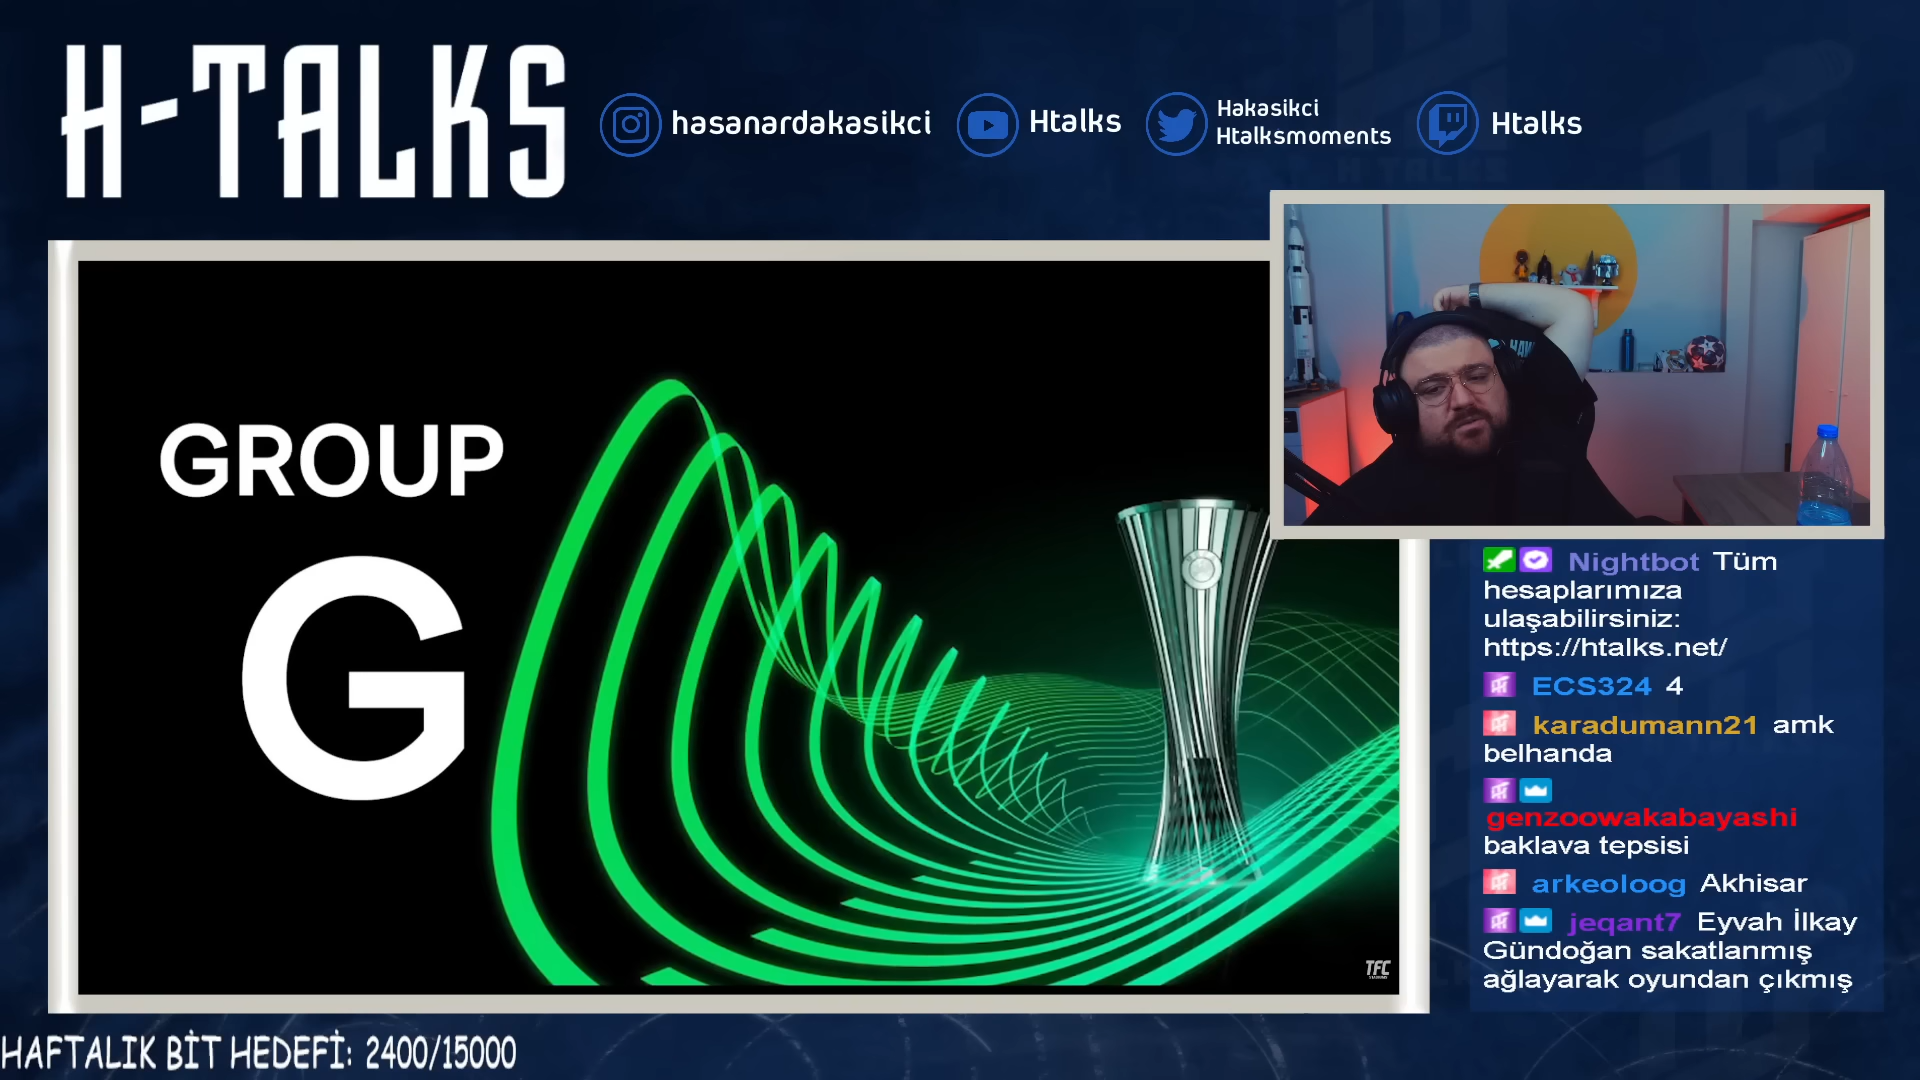 H-TALKS
hasanardakasikci
Htalks
Hakasikci
Htalksmoments
Htalks
GROUP
G
HAW
TFC
Nightbot Tüm
hesaplarımıza
ulaşabilirsiniz:
https://htalks.net/
ECS324 4
karadumann21 amk
belhanda
genzoowakabayashi
baklava tepsisi
arkeoloog Akhisar
jeqant7 Eyvah İlkay
Gündoğan sakatlanmış
ağlayarak oyundan çıkmış
HAFTALIK BİT HEDEFİ: 2400/15000